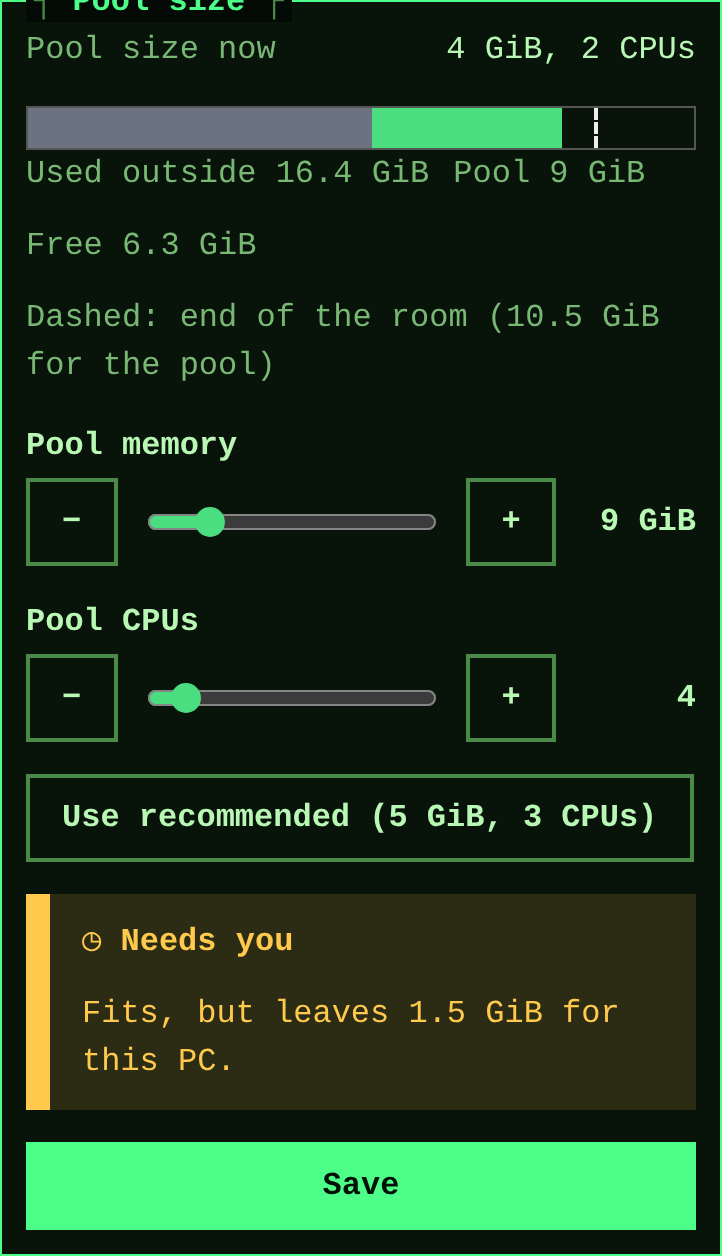 Pool size
Pool size now 4 GiB, 2 CPUs
Used outside 16.4 GiB Pool 9 GiB
Free 6.3 GiB
Dashed: end of the room (10.5 GiB
for the pool)
Pool memory
− + 9 GiB
Pool CPUs
− + 4
Use recommended (5 GiB, 3 CPUs)
◷ Needs you
Fits, but leaves 1.5 GiB for
this PC.
Save